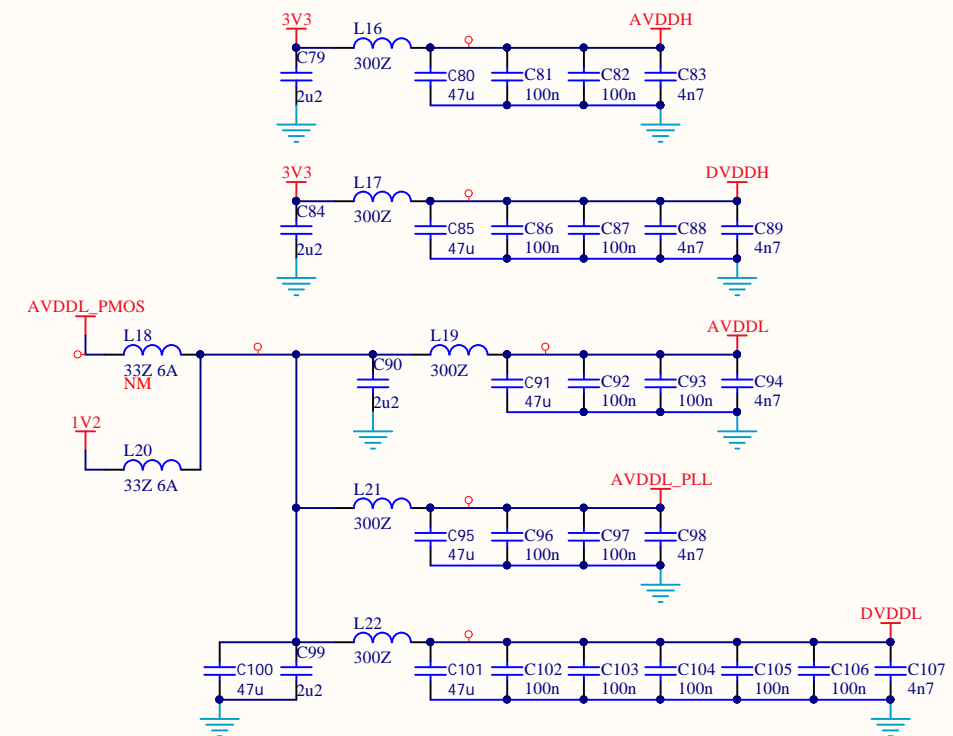 3V3
L16
AVDDH
300Z
C79
2u2
C80
47u
C81
100n
C82
100n
C83
4n7
3V3
L17
DVDDH
300Z
C84
2u2
C85
47u
C86
100n
C87
100n
C88
4n7
C89
4n7
AVDDL_PMOS
L18
33Z 6A
NM
L19
300Z
AVDDL
C90
2u2
C91
47u
C92
100n
C93
100n
C94
4n7
1V2
L20
33Z 6A
L21
300Z
AVDDL_PLL
C95
47u
C96
100n
C97
100n
C98
4n7
L22
300Z
DVDDL
C100
47u
C99
2u2
C101
47u
C102
100n
C103
100n
C104
100n
C105
100n
C106
100n
C107
4n7